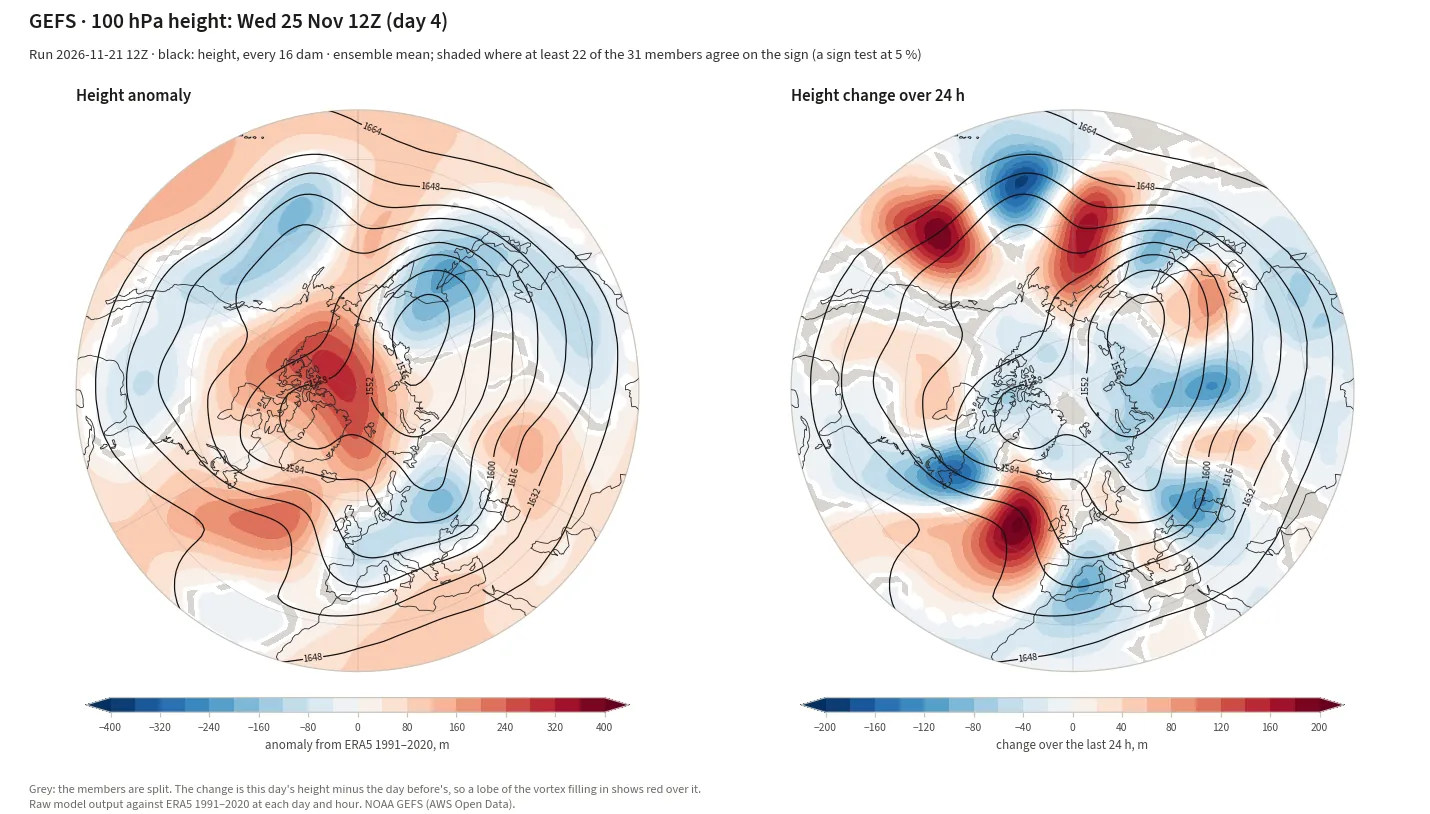 GEFS · 100 hPa height: Wed 25 Nov 12Z (day 4)
Run 2026-11-21 12Z · black: height, every 16 dam · ensemble mean; shaded where at least 22 of the 31 members agree on the sign (a sign test at 5 %)
Height anomaly
Height change over 24 h
1664
1648
1552
1584
1600
1616
1632
1648
1664
1648
1552
1584
1600
1616
1632
1648
−400 −320 −240 −160 −80 0 80 160 240 320 400
anomaly from ERA5 1991–2020, m
−200 −160 −120 −80 −40 0 40 80 120 160 200
change over the last 24 h, m
Grey: the members are split. The change is this day's height minus the day before's, so a lobe of the vortex filling in shows red over it.
Raw model output against ERA5 1991–2020 at each day and hour. NOAA GEFS (AWS Open Data).